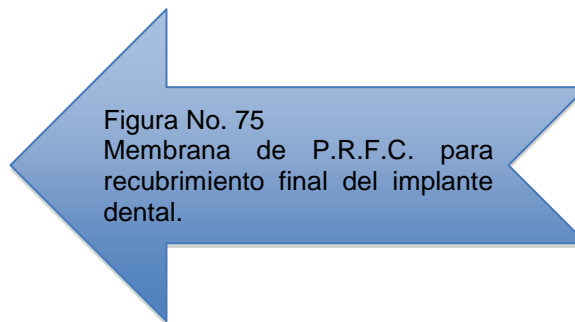 Figura No. 75
Membrana de P.R.F.C. para
recubrimiento final del implante
dental.